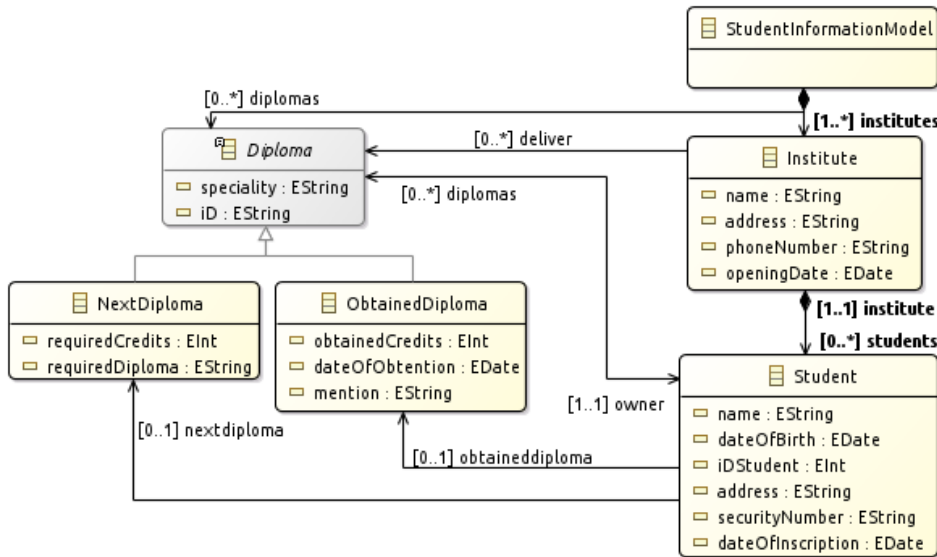 StudentInformationModel
[0..*] diplomas
[1..*] institutes
Diploma
speciality : EString
iD : EString
[0..*] deliver
[0..*] diplomas
Institute
name : EString
address : EString
phoneNumber : EString
openingDate : EDate
NextDiploma
requiredCredits : EInt
requiredDiploma : EString
ObtainedDiploma
obtainedCredits : EInt
dateOfObtention : EDate
mention : EString
[1..1] institute
[0..*] students
[1..1] owner
[0..1] nextdiploma
[0..1] obtaineddiploma
Student
name : EString
dateOfBirth : EDate
iDStudent : EInt
address : EString
securityNumber : EString
dateOfInscription : EDate